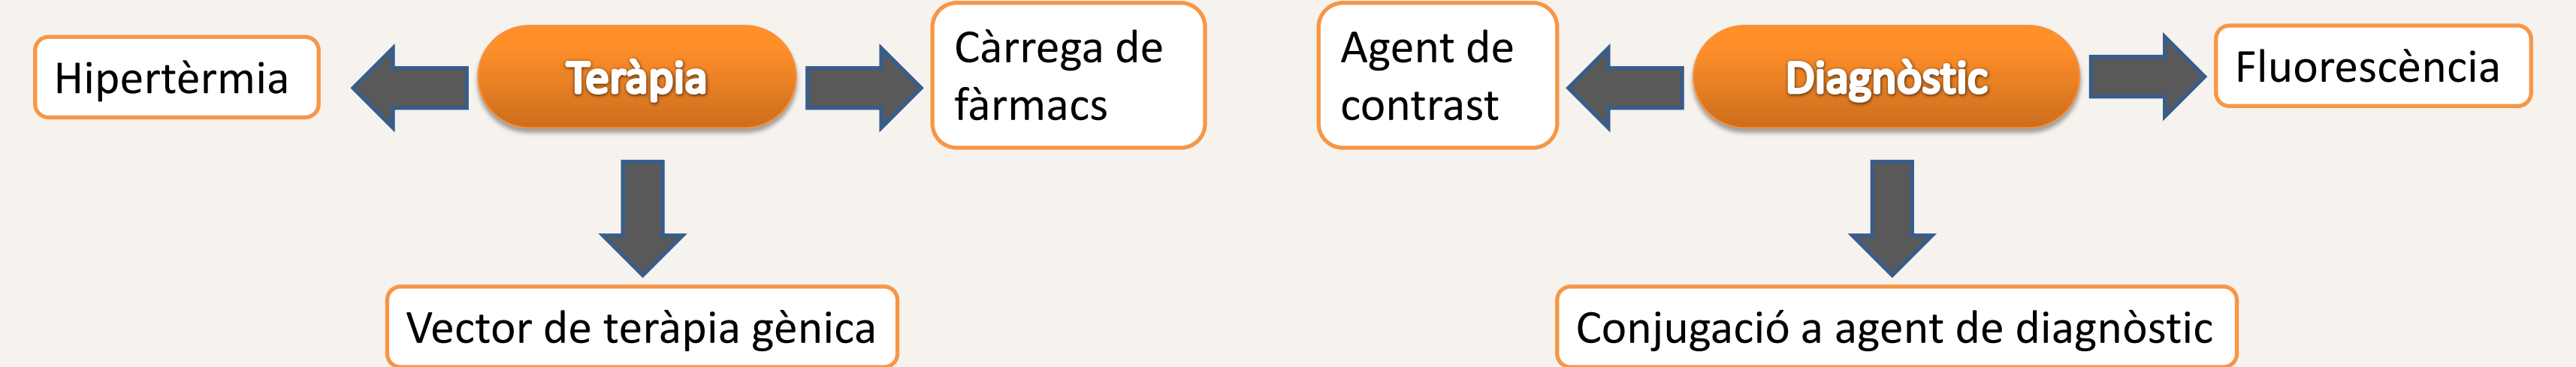 Hipertèrmia
Teràpia
Càrrega de
fàrmacs
Vector de teràpia gènica
Agent de
contrast
Diagnòstic
Fluorescència
Conjugació a agent de diagnòstic